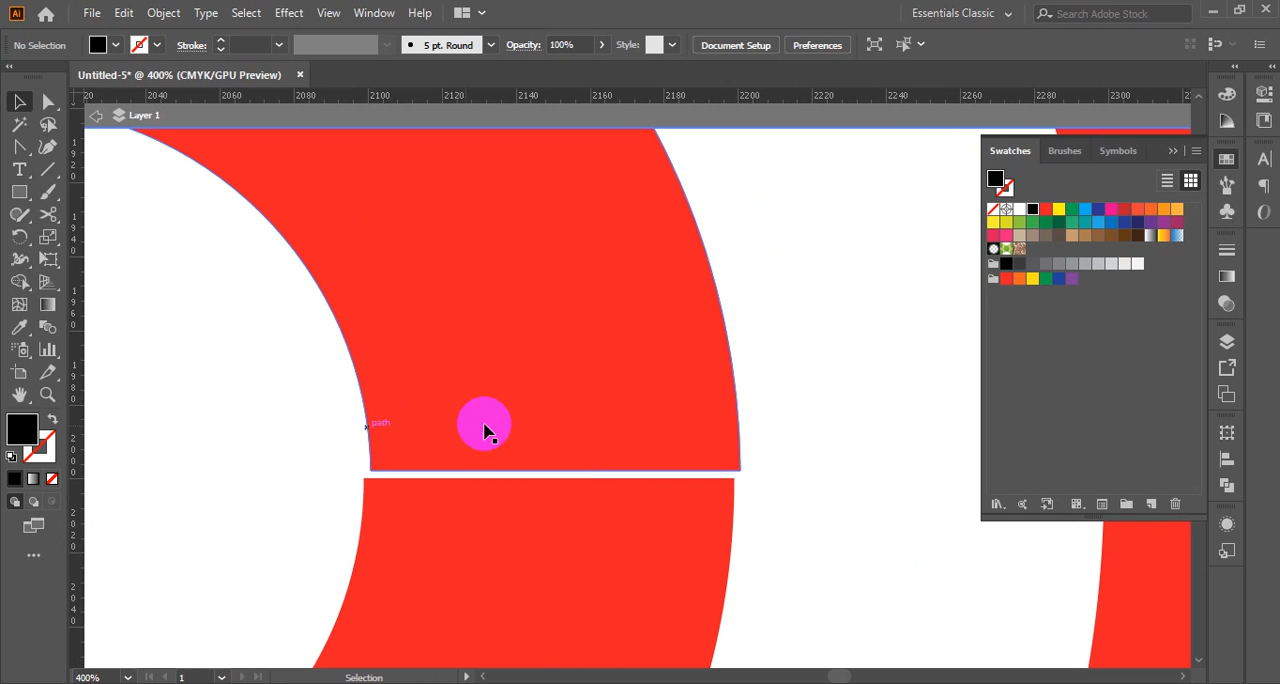 Ai File Edit Object Type Select Effect View Window Help Essentials Classic Search Adobe Stock
No Selection Stroke: 5 pt. Round Opacity: 100% Style: Document Setup Preferences
Untitled-5* @ 400% (CMYK/GPU Preview) ×
20 2040 2060 2080 2100 2120 2140 2160 2180 2200 2220 2240 2260 2280 2300
Layer 1
Swatches Brushes Symbols
path
400% 1 Selection